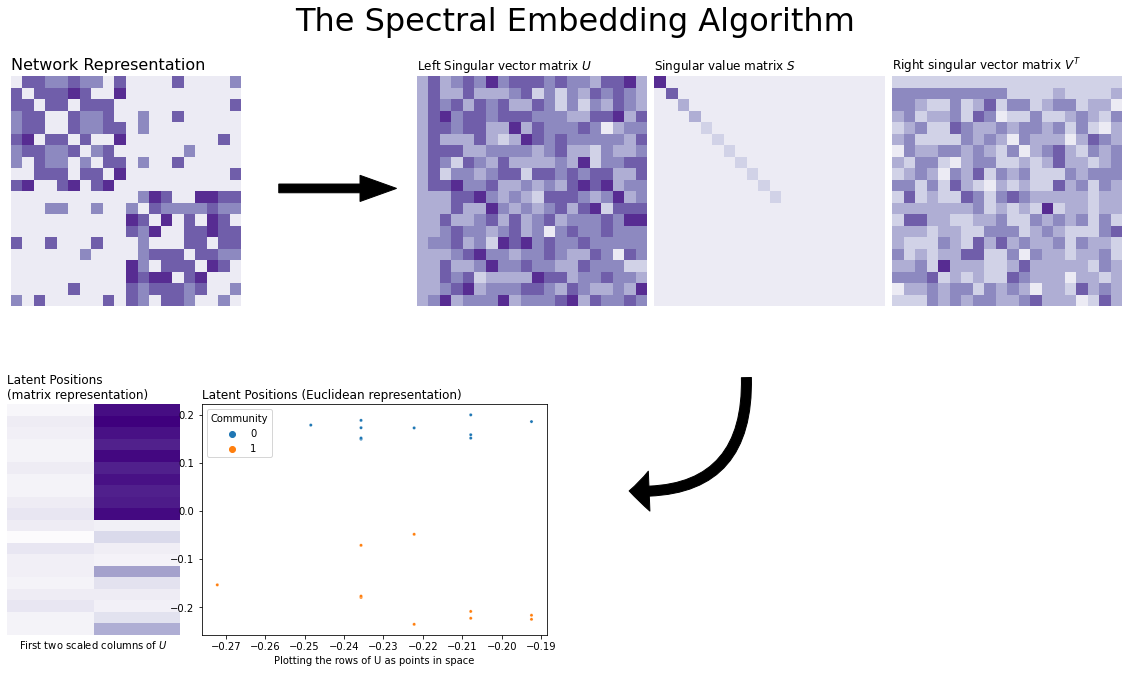 The Spectral Embedding Algorithm
Network Representation
Left Singular vector matrix U
Singular value matrix S
Right singular vector matrix V^T
Latent Positions
(matrix representation)
First two scaled columns of U
Latent Positions (Euclidean representation)
Community
0
1
0.2
0.1
0.0
−0.1
−0.2
−0.27 −0.26 −0.25 −0.24 −0.23 −0.22 −0.21 −0.20 −0.19
Plotting the rows of U as points in space